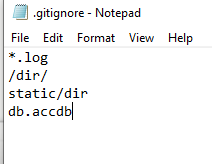 .gitignore - Notepad
File Edit Format View Help
*.log
/dir/
static/dir
db.accdb